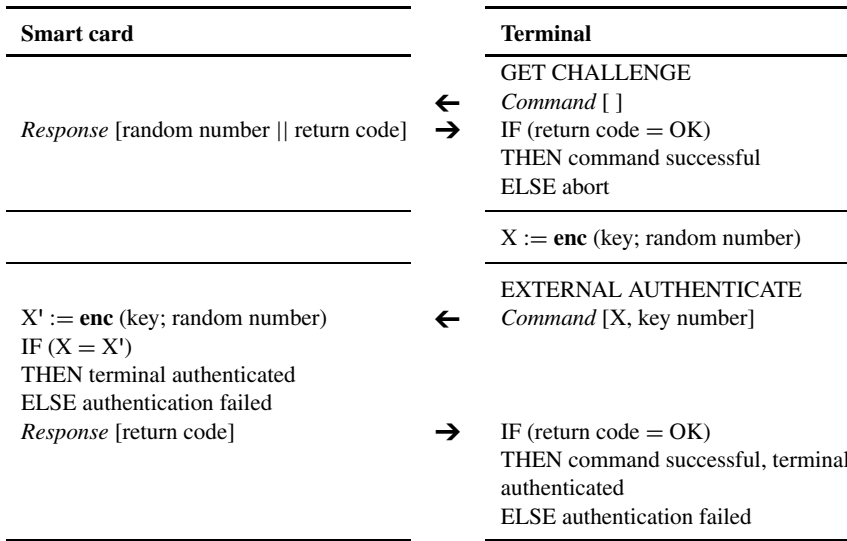 Smart card Terminal
GET CHALLENGE
← Command [ ]
Response [random number || return code] → IF (return code = OK)
THEN command successful
ELSE abort
X := enc (key; random number)
EXTERNAL AUTHENTICATE
X' := enc (key; random number) ← Command [X, key number]
IF (X = X')
THEN terminal authenticated
ELSE authentication failed
Response [return code] → IF (return code = OK)
THEN command successful, terminal
authenticated
ELSE authentication failed